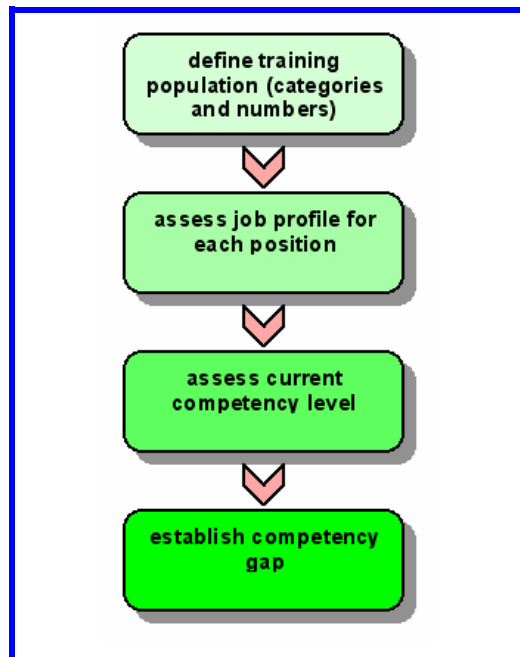 define training
population (categories
and numbers)
assess job profile for
each position
assess current
competency level
establish competency
gap